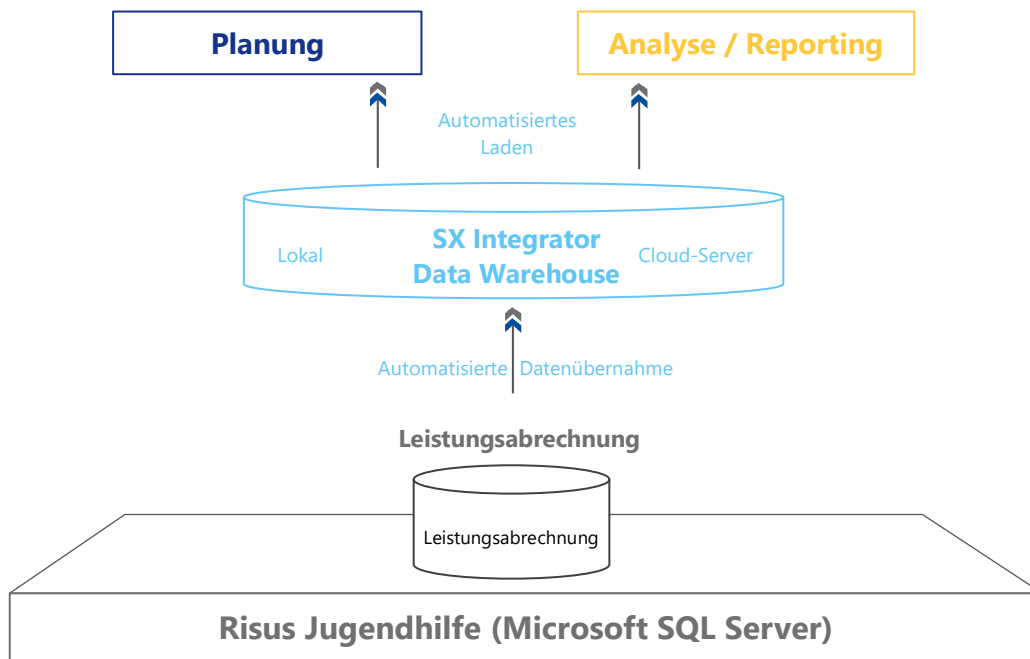 Planung
Analyse / Reporting
Automatisiertes
Laden
SX Integrator
Data Warehouse
Lokal
Cloud-Server
Automatisierte Datenübernahme
Leistungsabrechnung
Leistungsabrechnung
Risus Jugendhilfe (Microsoft SQL Server)